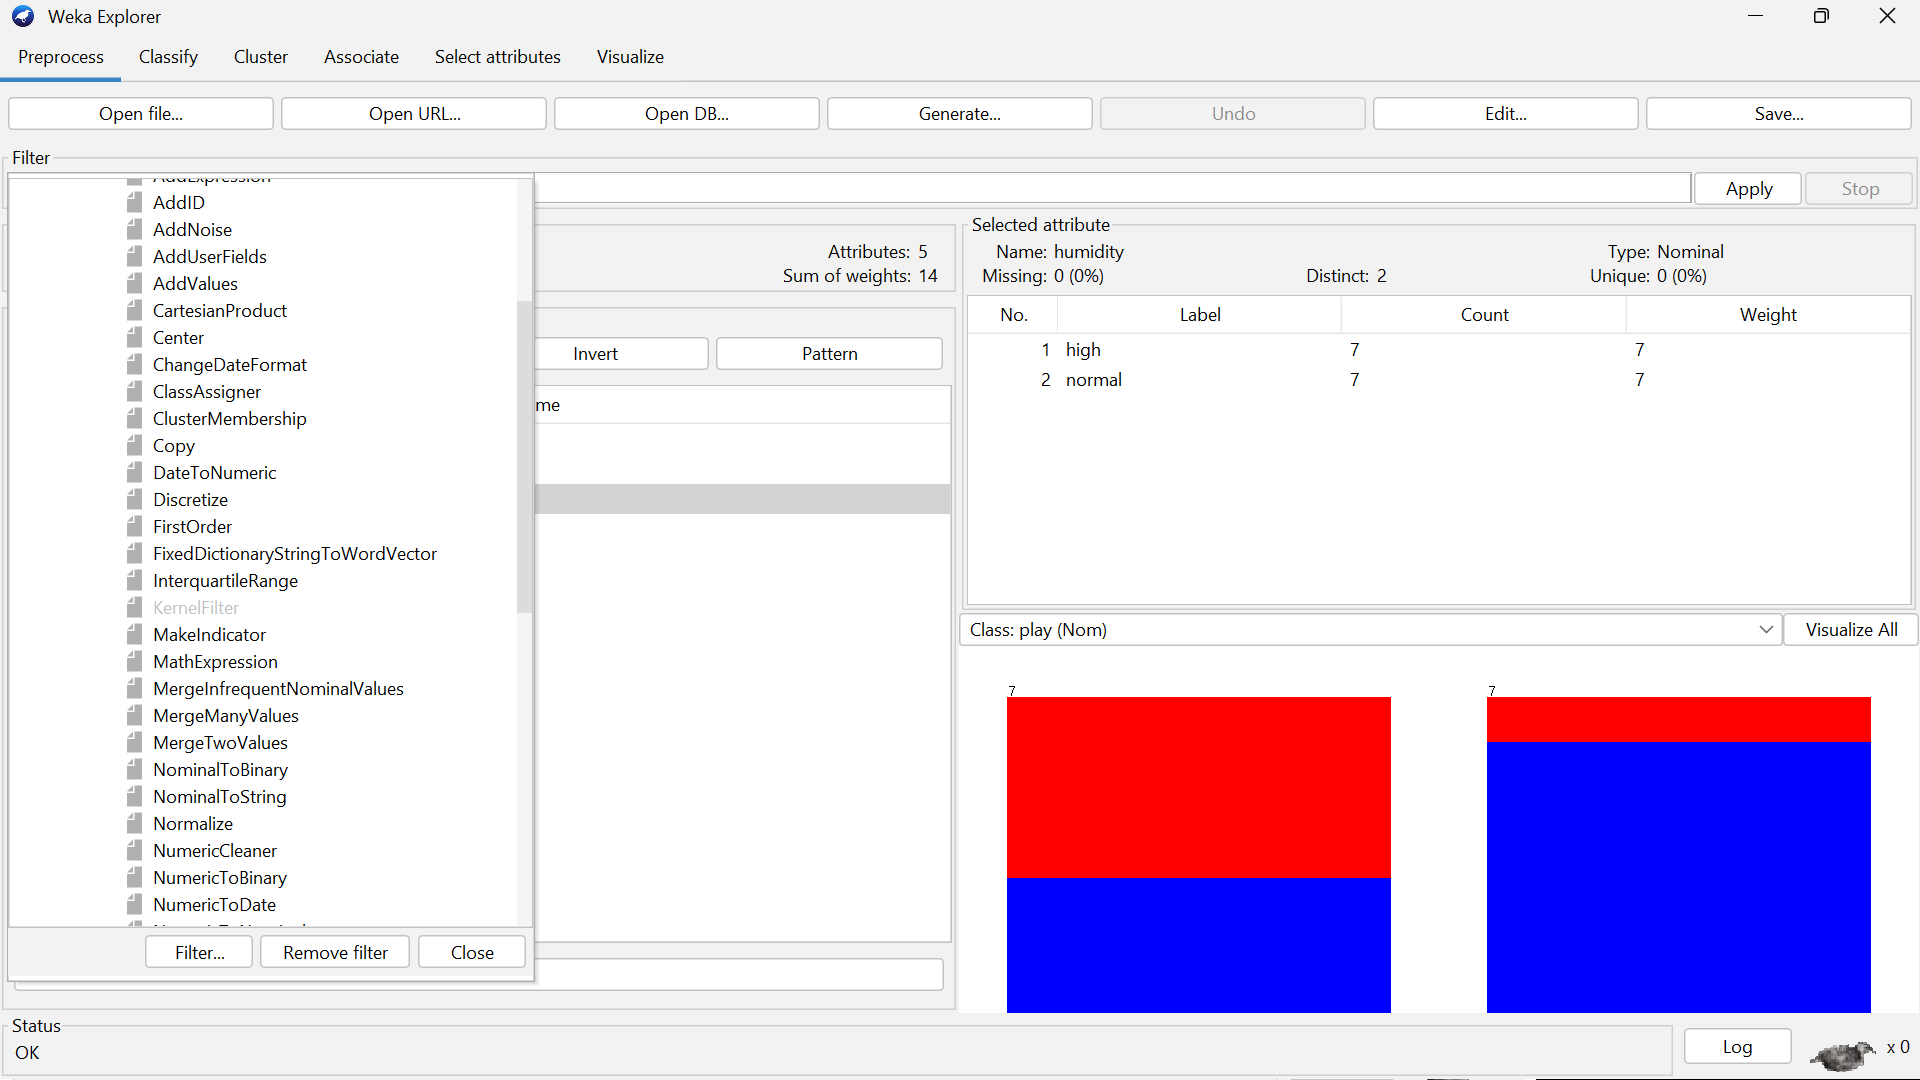 Weka Explorer
Preprocess Classify Cluster Associate Select attributes Visualize
Open file... Open URL... Open DB... Generate... Undo Edit... Save...
Filter
Apply Stop
AddExpression
AddID
AddNoise
AddUserFields
AddValues
CartesianProduct
Center
ChangeDateFormat
ClassAssigner
ClusterMembership
Copy
DateToNumeric
Discretize
FirstOrder
FixedDictionaryStringToWordVector
InterquartileRange
KernelFilter
MakeIndicator
MathExpression
MergeInfrequentNominalValues
MergeManyValues
MergeTwoValues
NominalToBinary
NominalToString
Normalize
NumericCleaner
NumericToBinary
NumericToDate
Filter... Remove filter Close
Attributes: 5
Sum of weights: 14
Invert Pattern
me
Selected attribute
Name: humidity Type: Nominal
Missing: 0 (0%) Distinct: 2 Unique: 0 (0%)
No. Label Count Weight
1 high 7 7
2 normal 7 7
Class: play (Nom) Visualize All
7 7
Status
OK
Log x 0